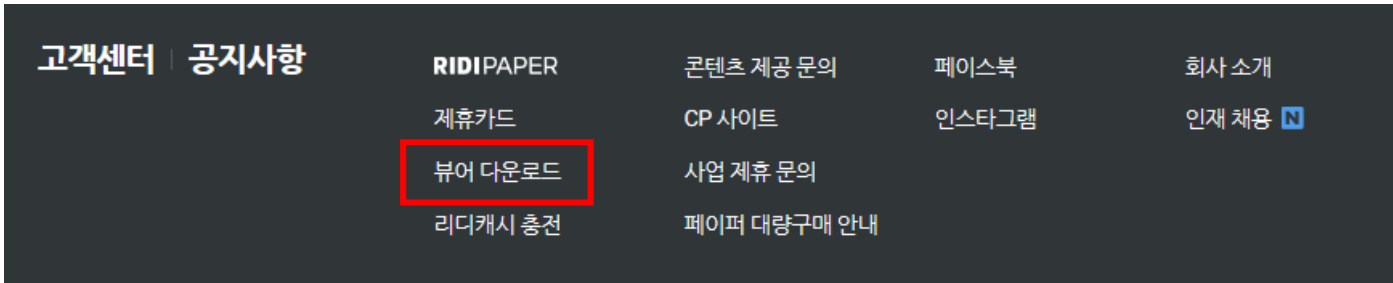 고객센터 공지사항
RIDIPAPER
제휴카드
뷰어 다운로드
리디캐시 충전
콘텐츠 제공 문의
CP 사이트
사업 제휴 문의
페이퍼 대량구매 안내
페이스북
인스타그램
회사 소개
인재 채용 N